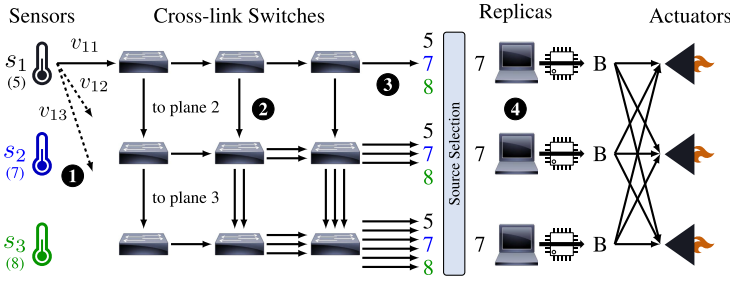 Sensors
Cross-link Switches
Replicas
Actuators
s1
(5)
v11
v12
v13
1
to plane 2
2
3
5
7
8
Source Selection
7
4
B
s2
(7)
5
7
8
B
to plane 3
s3
(8)
5
7
8
7
B